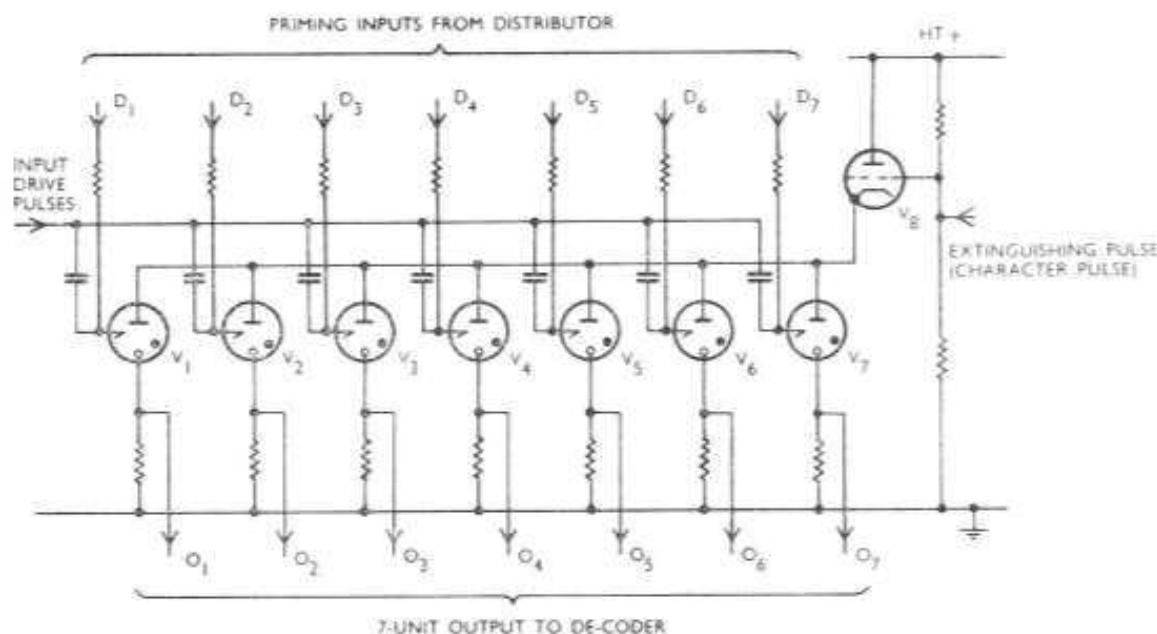 PRIMING INPUTS FROM DISTRIBUTOR
HT +
D1 D2 D3 D4 D5 D6 D7
INPUT
DRIVE
PULSES
V8
EXTINGUISHING PULSE
(CHARACTER PULSE)
V1 V2 V3 V4 V5 V6 V7
O1 O2 O3 O4 O5 O6 O7
7-UNIT OUTPUT TO DE-CODER